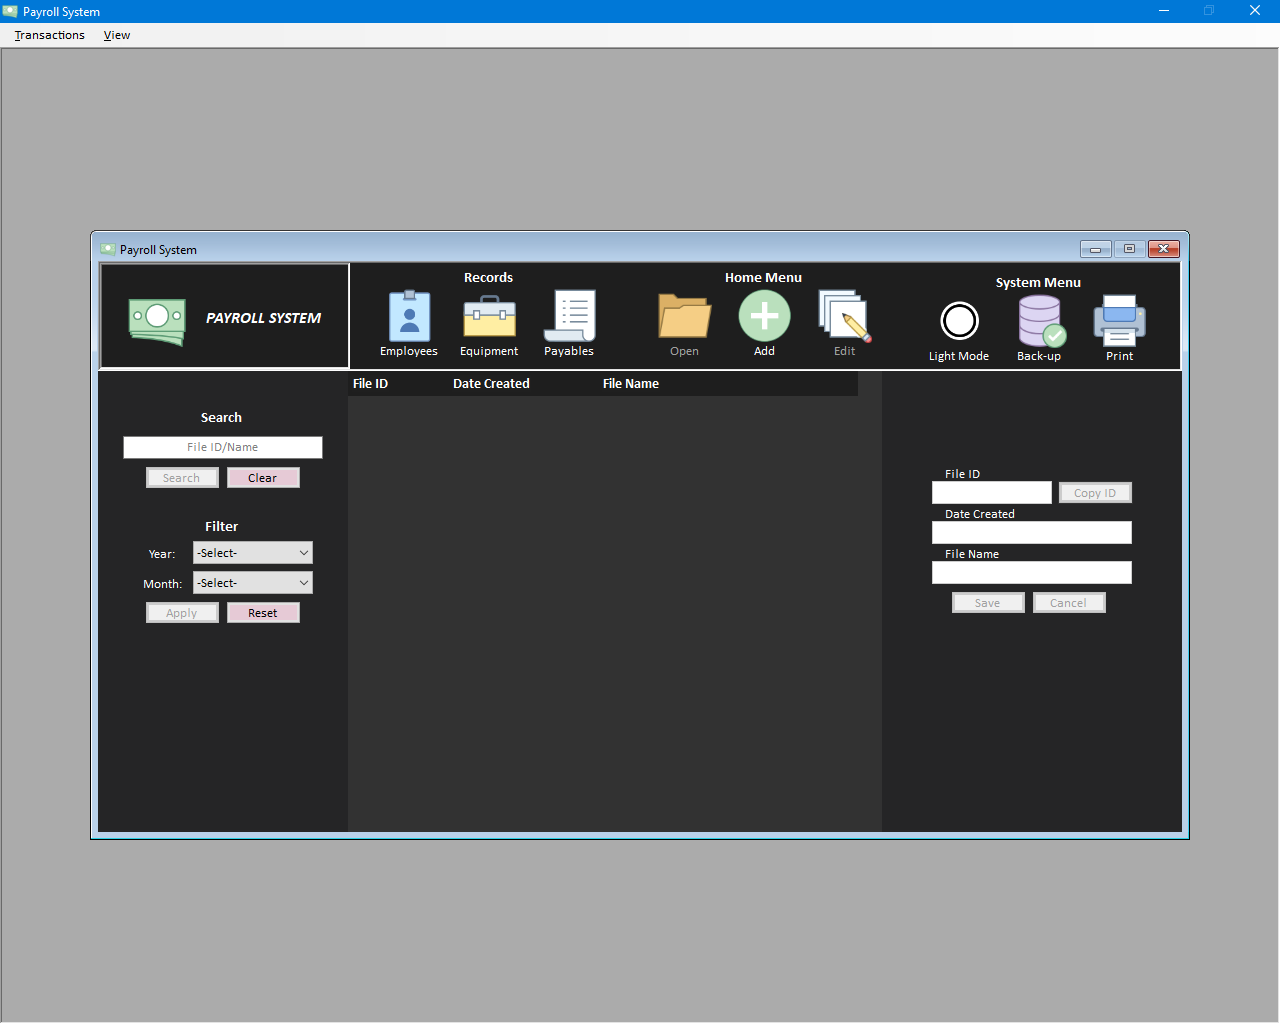 Payroll System
Transactions View
Payroll System
PAYROLL SYSTEM
Records
Employees Equipment Payables
Home Menu
Open Add Edit
System Menu
Light Mode Back-up Print
Search
File ID/Name
Search Clear
Filter
Year: -Select-
Month: -Select-
Apply Reset
File ID Date Created File Name
File ID
Copy ID
Date Created
File Name
Save Cancel